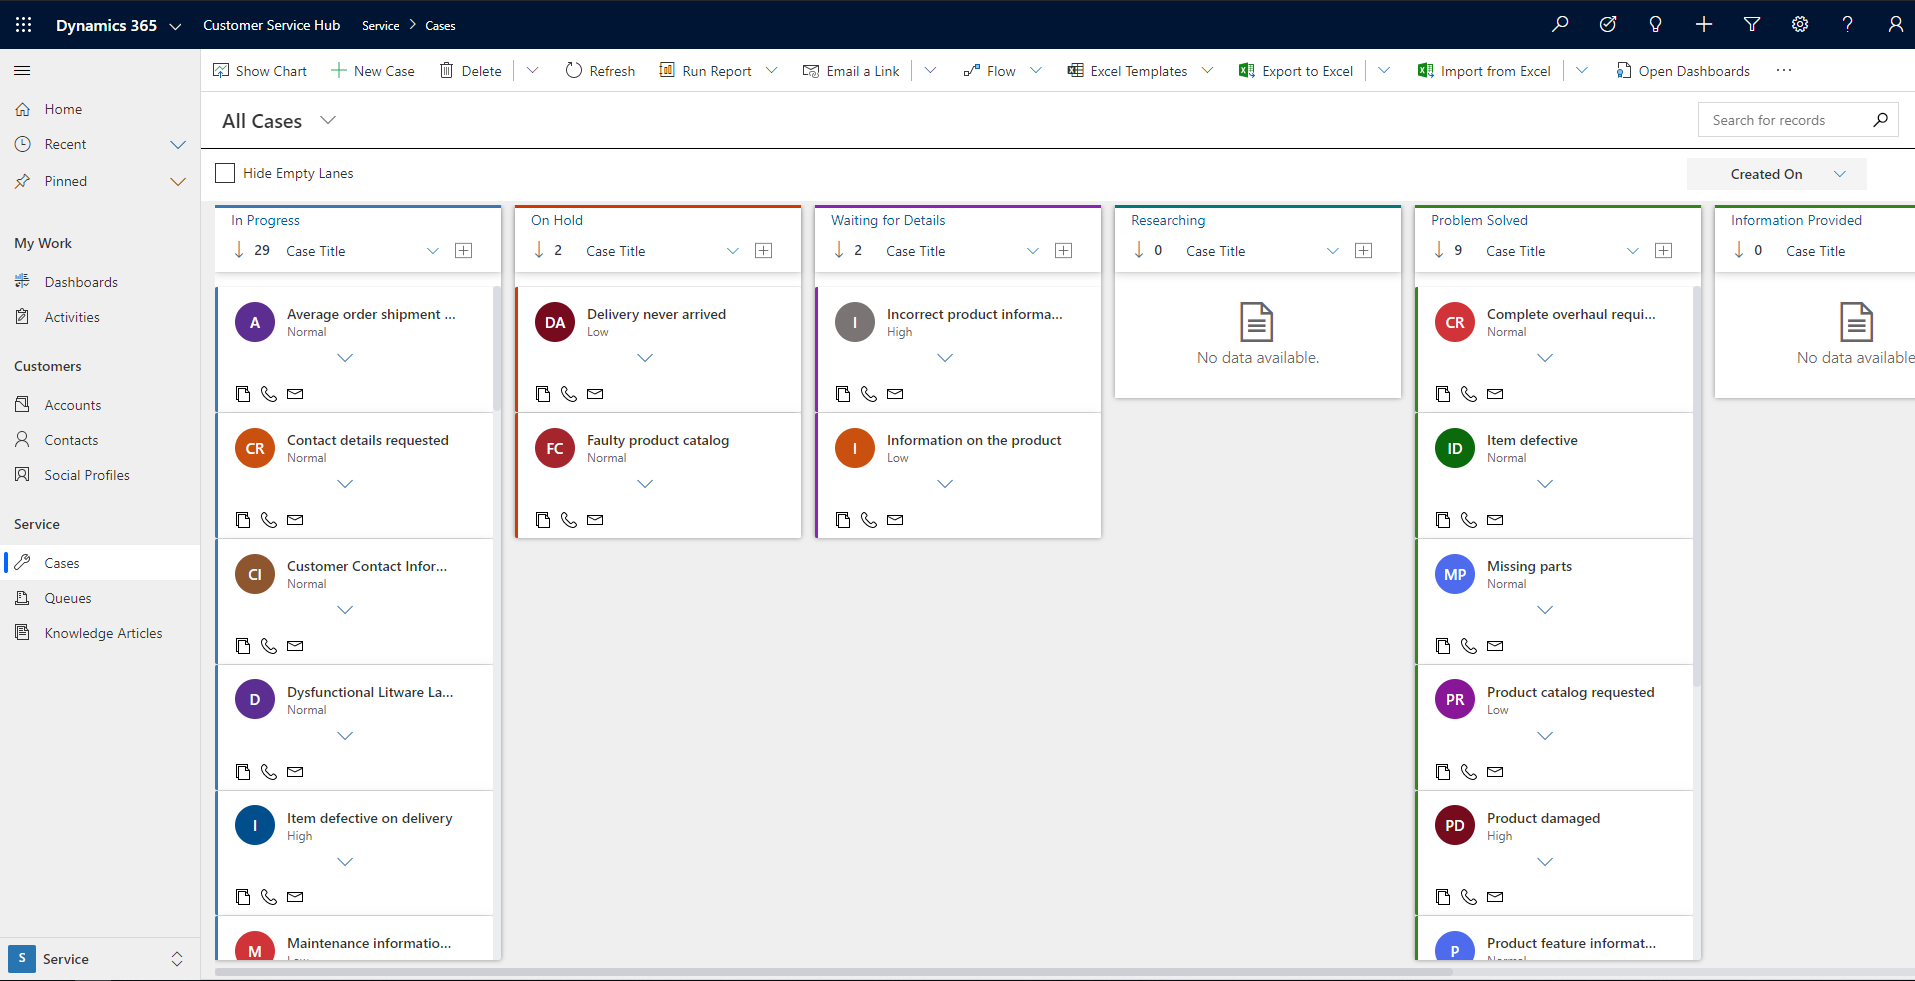 Dynamics 365 Customer Service Hub Service > Cases
Show Chart New Case Delete Refresh Run Report Email a Link Flow Excel Templates Export to Excel Import from Excel Open Dashboards ...
Home
Recent
Pinned
My Work
Dashboards
Activities
Customers
Accounts
Contacts
Social Profiles
Service
Cases
Queues
Knowledge Articles
S Service
All Cases
Search for records
Hide Empty Lanes
Created On
In Progress
29 Case Title
A Average order shipment ...
Normal
CR Contact details requested
Normal
CI Customer Contact Infor...
Normal
D Dysfunctional Litware La...
Normal
I Item defective on delivery
High
M Maintenance informatio...
Low
On Hold
2 Case Title
DA Delivery never arrived
Low
FC Faulty product catalog
Normal
Waiting for Details
2 Case Title
I Incorrect product informa...
High
I Information on the product
Low
Researching
0 Case Title
No data available.
Problem Solved
9 Case Title
CR Complete overhaul requi...
Normal
ID Item defective
Normal
MP Missing parts
Normal
PR Product catalog requested
Low
PD Product damaged
High
P Product feature informat...
Normal
Information Provided
0 Case Title
No data available